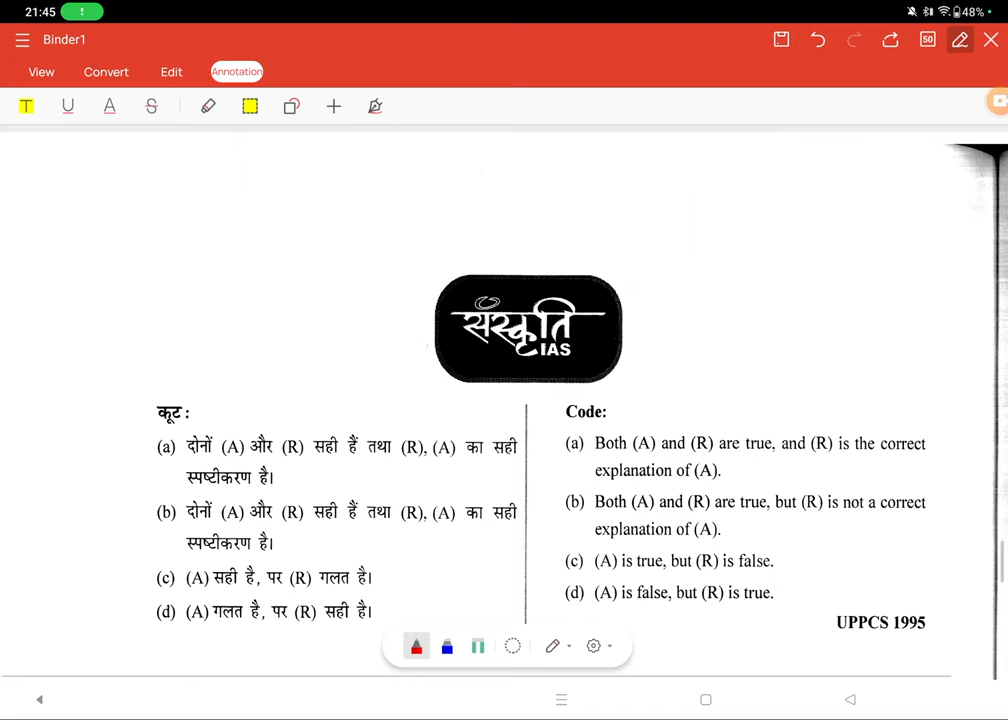 21:45
48%
Binder1
50
View Convert Edit Annotation
T U A S
संस्कृति
IAS
कूट :
(a) दोनों (A) और (R) सही हैं तथा (R), (A) का सही
स्पष्टीकरण है।
(b) दोनों (A) और (R) सही हैं तथा (R), (A) का सही
स्पष्टीकरण है।
(c) (A) सही है, पर (R) गलत है।
(d) (A) गलत है, पर (R) सही है।
Code:
(a) Both (A) and (R) are true, and (R) is the correct
explanation of (A).
(b) Both (A) and (R) are true, but (R) is not a correct
explanation of (A).
(c) (A) is true, but (R) is false.
(d) (A) is false, but (R) is true.
UPPCS 1995